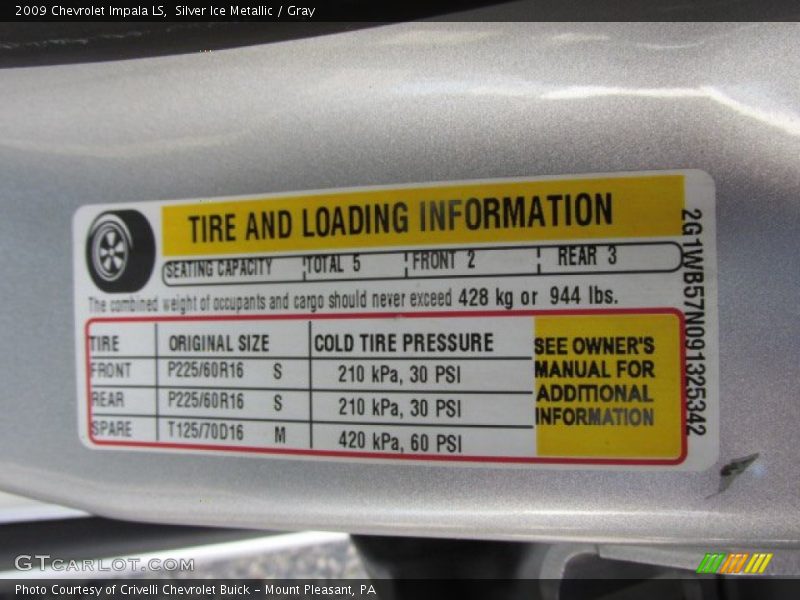 2009 Chevrolet Impala LS, Silver Ice Metallic / Gray
TIRE AND LOADING INFORMATION
SEATING CAPACITY TOTAL 5 FRONT 2 REAR 3
The combined weight of occupants and cargo should never exceed 428 kg or 944 lbs.
TIRE ORIGINAL SIZE COLD TIRE PRESSURE
FRONT P225/60R16 S 210 kPa, 30 PSI
REAR P225/60R16 S 210 kPa, 30 PSI
SPARE T125/70D16 M 420 kPa, 60 PSI
SEE OWNER'S
MANUAL FOR
ADDITIONAL
INFORMATION
2G1WB57N091325342
GTCARLOT.COM
Photo Courtesy of Crivelli Chevrolet Buick - Mount Pleasant, PA